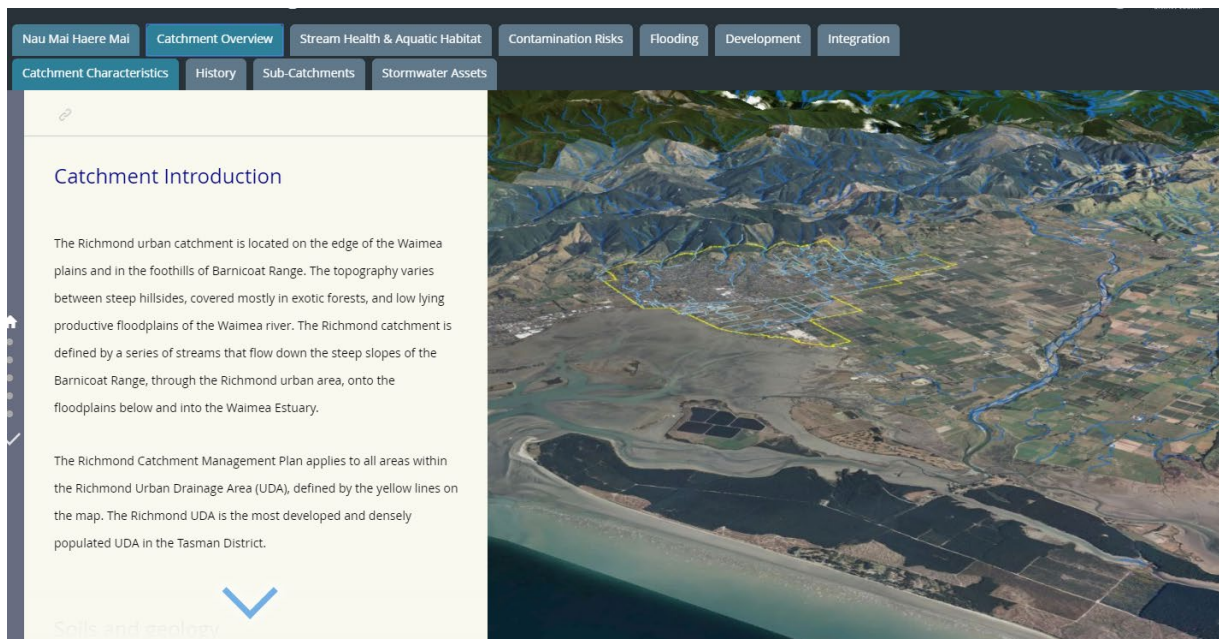 Nau Mai Haere Mai
Catchment Overview
Stream Health & Aquatic Habitat
Contamination Risks
Flooding
Development
Integration
Catchment Characteristics
History
Sub-Catchments
Stormwater Assets
Catchment Introduction
The Richmond urban catchment is located on the edge of the Waimea
plains and in the foothills of Barnicoat Range. The topography varies
between steep hillsides, covered mostly in exotic forests, and low lying
productive floodplains of the Waimea river. The Richmond catchment is
defined by a series of streams that flow down the steep slopes of the
Barnicoat Range, through the Richmond urban area, onto the
floodplains below and into the Waimea Estuary.
The Richmond Catchment Management Plan applies to all areas within
the Richmond Urban Drainage Area (UDA), defined by the yellow lines on
the map. The Richmond UDA is the most developed and densely
populated UDA in the Tasman District.
Soils and geology